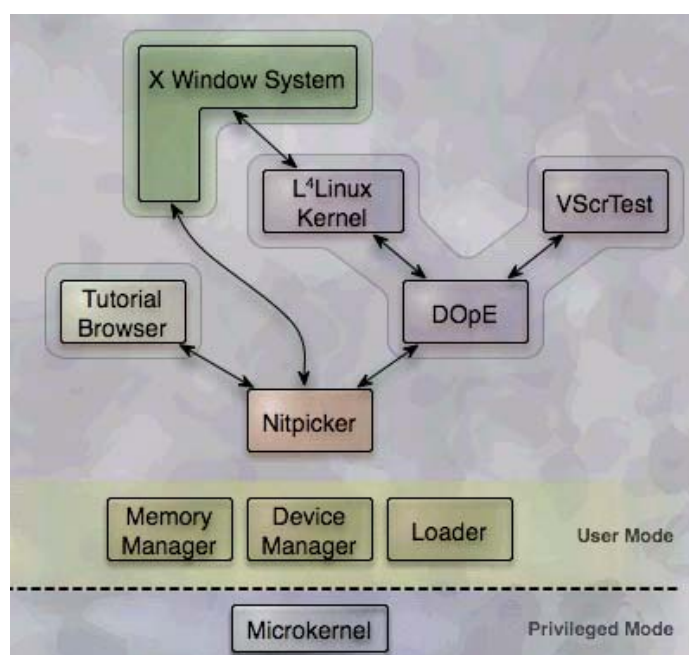 X Window System
L⁴Linux
Kernel
VScrTest
Tutorial
Browser
DOpE
Nitpicker
Memory
Manager
Device
Manager
Loader
User Mode
Microkernel
Privileged Mode